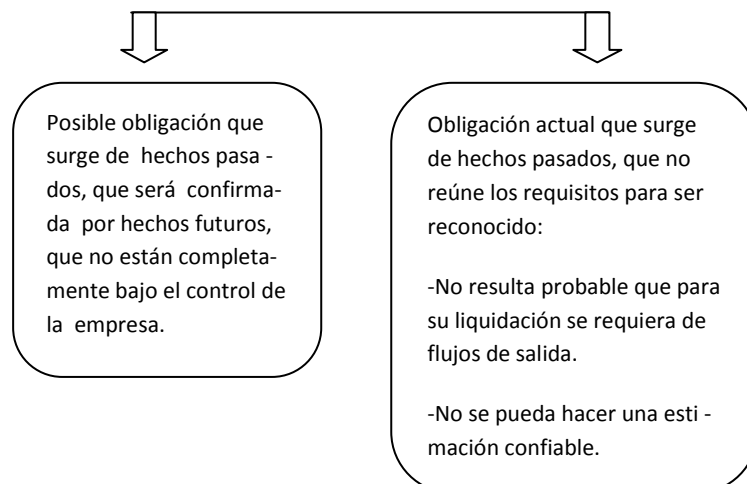 Posible obligación que
surge de hechos pasa -
dos, que será confirma-
da por hechos futuros,
que no están completa-
mente bajo el control de
la empresa.
Obligación actual que surge
de hechos pasados, que no
reúne los requisitos para ser
reconocido:
-No resulta probable que para
su liquidación se requiera de
flujos de salida.
-No se pueda hacer una esti -
mación confiable.